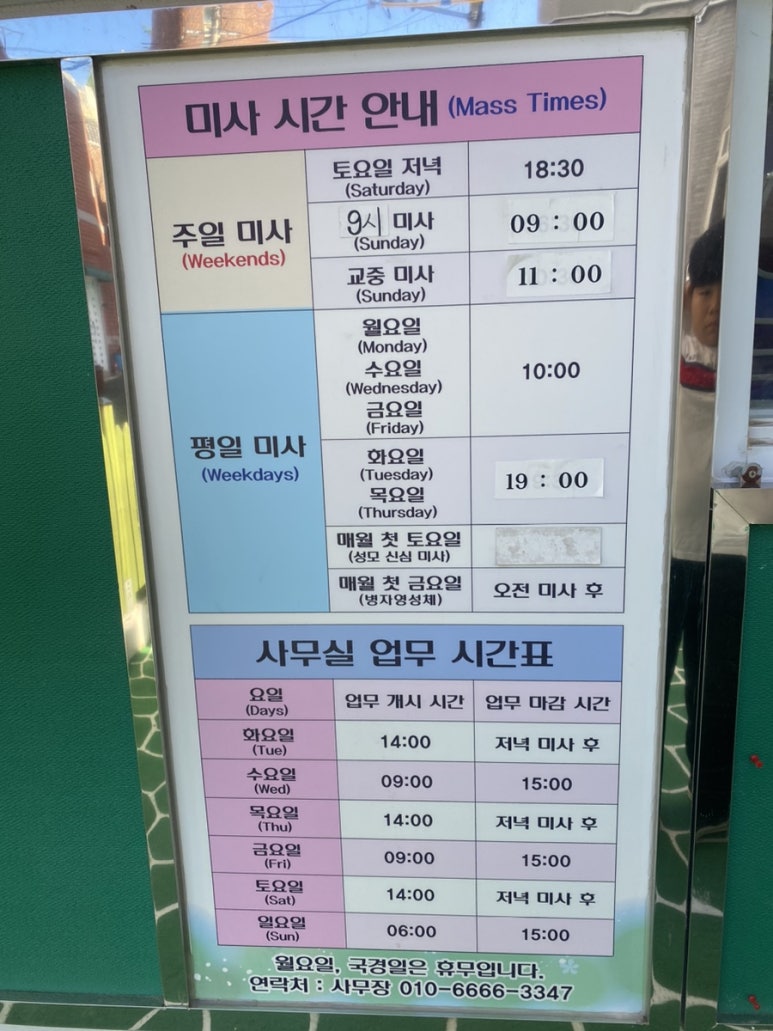 미사 시간 안내 (Mass Times)
주일 미사
(Weekends)
토요일 저녁
(Saturday)
18:30
9시 미사
(Sunday)
09 : 00
교중 미사
(Sunday)
11 : 00
평일 미사
(Weekdays)
월요일
(Monday)
수요일
(Wednesday)
금요일
(Friday)
10:00
화요일
(Tuesday)
목요일
(Thursday)
19 : 00
매월 첫 토요일
(성모 신심 미사)
매월 첫 금요일
(병자영성체)
오전 미사 후
사무실 업무 시간표
요일
(Days)
업무 개시 시간
업무 마감 시간
화요일
(Tue)
14:00
저녁 미사 후
수요일
(Wed)
09:00
15:00
목요일
(Thu)
14:00
저녁 미사 후
금요일
(Fri)
09:00
15:00
토요일
(Sat)
14:00
저녁 미사 후
일요일
(Sun)
06:00
15:00
월요일, 국경일은 휴무입니다.
연락처 : 사무장 010-6666-3347